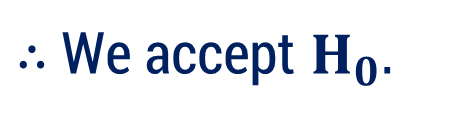 ∴ We accept H₀.